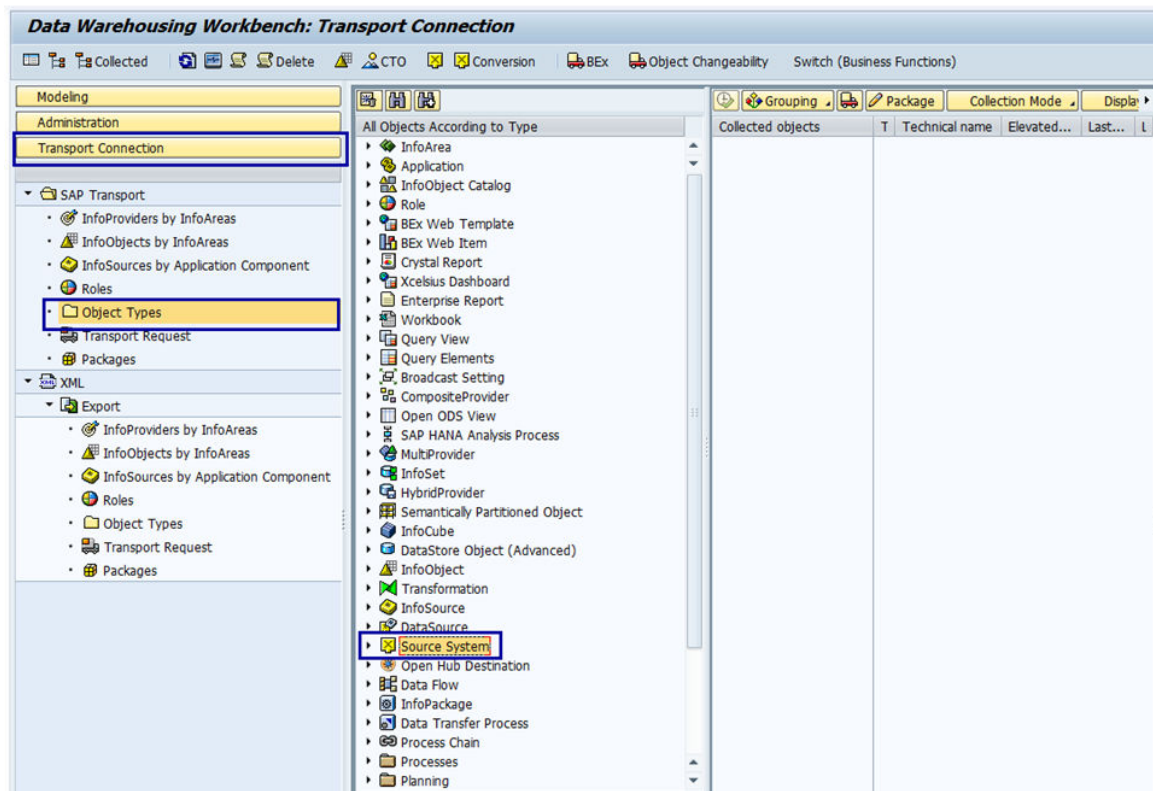 Data Warehousing Workbench: Transport Connection
Collected Delete CTO Conversion BEx Object Changeability Switch (Business Functions)
Modeling
Administration
Transport Connection
SAP Transport
InfoProviders by InfoAreas
InfoObjects by InfoAreas
InfoSources by Application Component
Roles
Object Types
Transport Request
Packages
XML
Export
InfoProviders by InfoAreas
InfoObjects by InfoAreas
InfoSources by Application Component
Roles
Object Types
Transport Request
Packages
All Objects According to Type
InfoArea
Application
InfoObject Catalog
Role
BEx Web Template
BEx Web Item
Crystal Report
Xcelsius Dashboard
Enterprise Report
Workbook
Query View
Query Elements
Broadcast Setting
CompositeProvider
Open ODS View
SAP HANA Analysis Process
MultiProvider
InfoSet
HybridProvider
Semantically Partitioned Object
InfoCube
DataStore Object (Advanced)
InfoObject
Transformation
InfoSource
DataSource
Source System
Open Hub Destination
Data Flow
InfoPackage
Data Transfer Process
Process Chain
Processes
Planning
Grouping Package Collection Mode Display
Collected objects T Technical name Elevated... Last... L